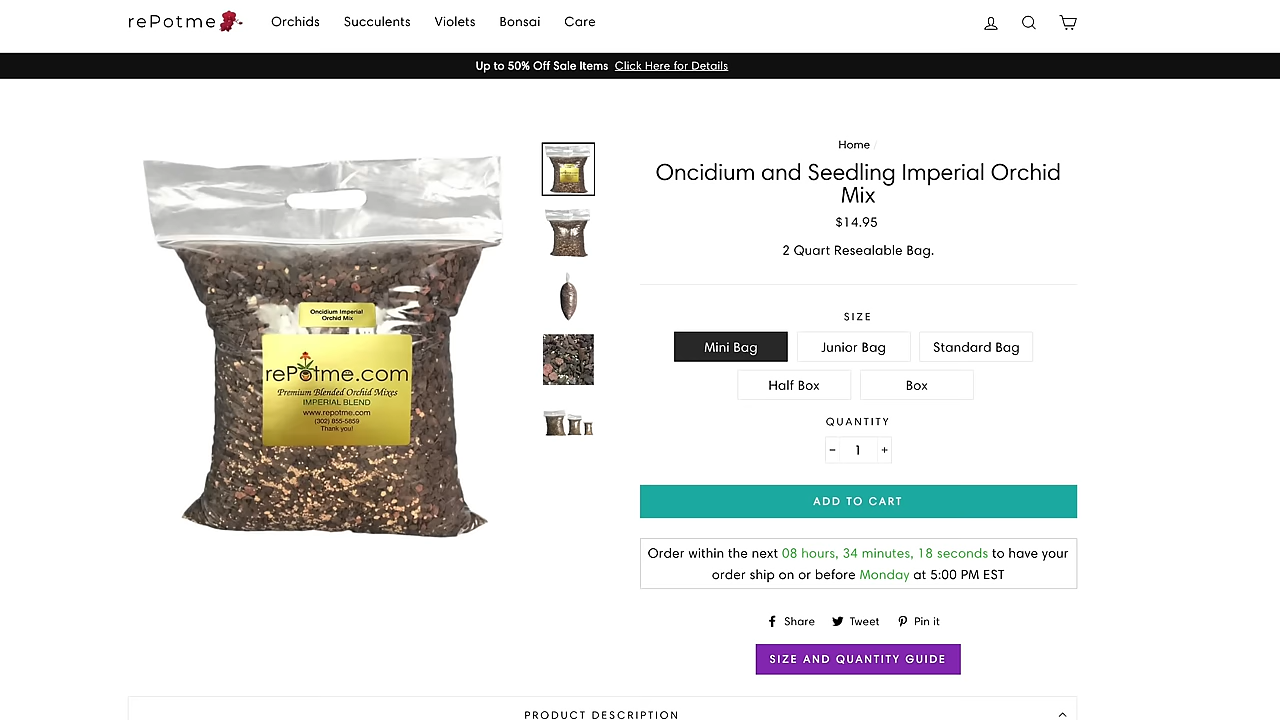 rePotme
Orchids
Succulents
Violets
Bonsai
Care
Up to 50% Off Sale Items Click Here for Details
Oncidium Imperial
Orchid Mix
rePotme.com
Premium Blended Orchid Mixes
IMPERIAL BLEND
www.repotme.com
(302) 855-5859
Thank you!
Home /
Oncidium and Seedling Imperial Orchid
Mix
$14.95
2 Quart Resealable Bag.
SIZE
Mini Bag
Junior Bag
Standard Bag
Half Box
Box
QUANTITY
− 1 +
ADD TO CART
Order within the next 08 hours, 34 minutes, 18 seconds to have your
order ship on or before Monday at 5:00 PM EST
Share
Tweet
Pin it
SIZE AND QUANTITY GUIDE
PRODUCT DESCRIPTION